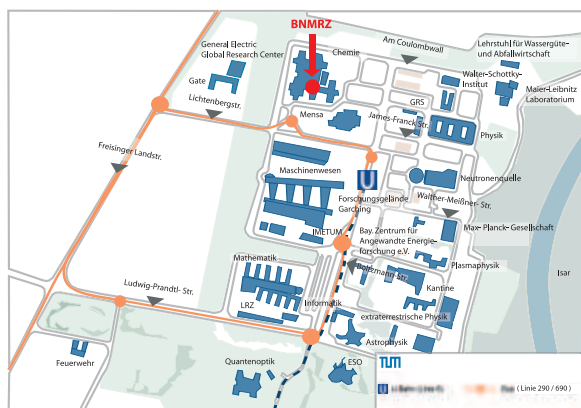 BNMRZ
General Electric
Global Research Center
Chemie
Am Coulombwall
Lehrstuhl für Wassergüte-
und Abfallwirtschaft
Gate
Walter-Schottky-
Institut
Maier-Leibnitz
Laboratorium
Lichtenbergstr.
GRS
Mensa
James-Franck Str.
Physik
Freisinger Landstr.
Maschinenwesen
Neutronenquelle
U
Forschungsgelände
Garching
Walther-Meißner- Str.
IMETUM
Bay. Zentrum für
Angewandte Energie-
forschung e.V.
Max- Planck- Gesellschaft
Mathematik
Boltzmann-Str.
Plasmaphysik
Isar
Ludwig-Prandtl- Str.
Kantine
LRZ
Informatik
extraterrestrische Physik
Astrophysik
Feuerwehr
Quantenoptik
ESO
TUM
U
( Linie 290 / 690 )